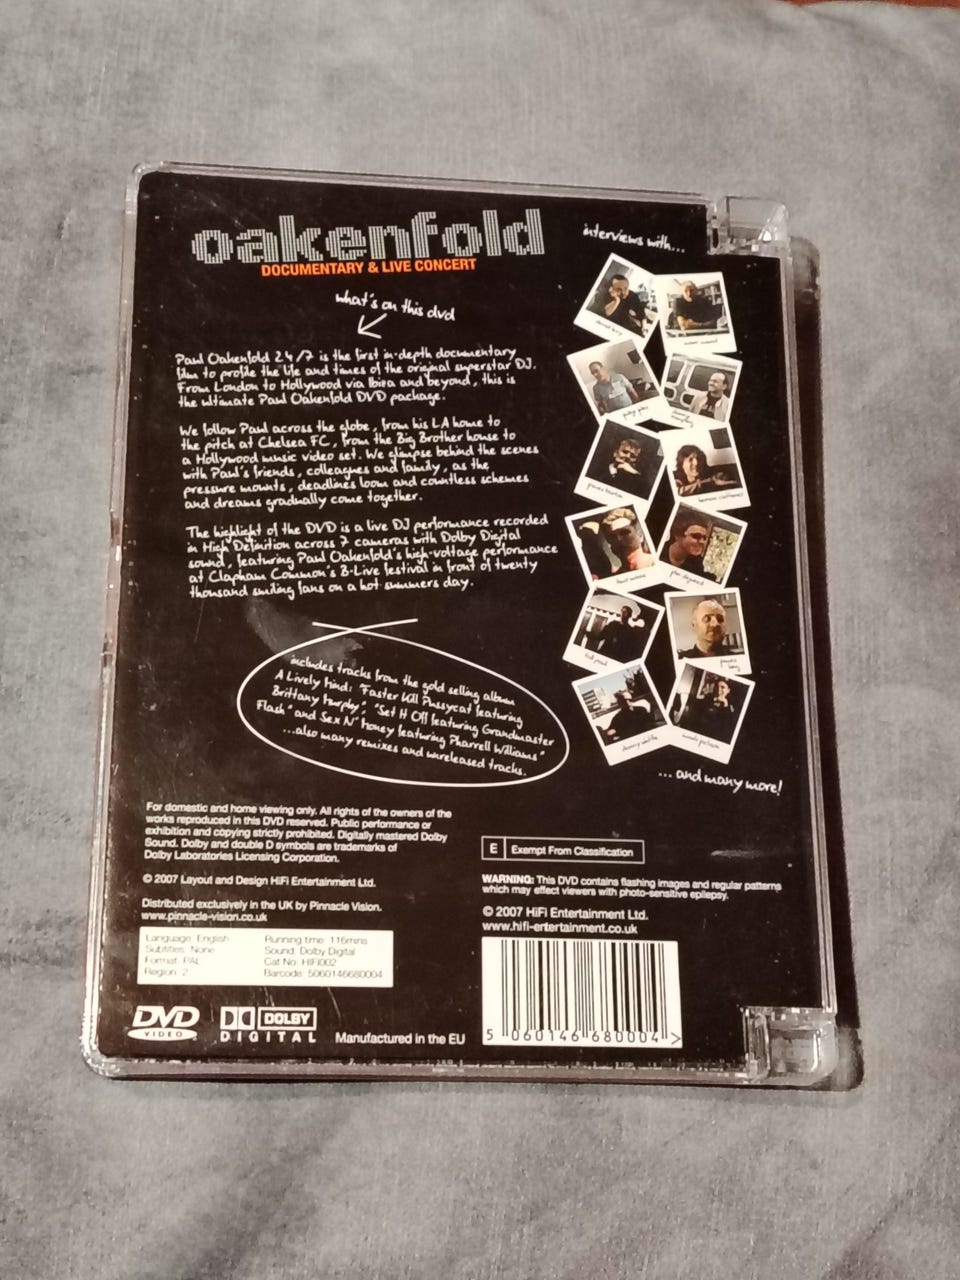 oakenfold
DOCUMENTARY & LIVE CONCERT
what's on this dvd
Paul Oakenfold 24/7 is the first in-depth documentary
film to profile the life and times of the original superstar DJ.
From London to Hollywood via Ibiza and beyond, this is
the ultimate Paul Oakenfold DVD package.
We follow Paul across the globe, from his LA home to
the pitch at Chelsea FC, from the Big Brother house to
a Hollywood music video set. We glimpse behind the scenes
with Paul's friends, colleagues and family, as the
pressure mounts, deadlines loom and countless schemes
and dreams gradually come together.
The highlight of the DVD is a live DJ performance recorded
in High Definition across 7 cameras with Dolby Digital
sound, featuring Paul Oakenfold's high-voltage performance
at Clapham Common's B-Live festival in front of twenty
thousand smiling fans on a hot summers day.
includes tracks from the gold selling album
A Lively Mind: "Faster Kill Pussycat featuring
Brittany Murphy", "Set It Off featuring Grandmaster
Flash" and Sex N' Money featuring Pharrell Williams"
...also many remixes and unreleased tracks.
interviews with...
... and many more!
For domestic and home viewing only. All rights of the owners of the
works reproduced in this DVD reserved. Public performance or
exhibition and copying strictly prohibited. Digitally mastered Dolby
Sound. Dolby and double D symbols are trademarks of
Dolby Laboratories Licensing Corporation.
© 2007 Layout and Design HiFi Entertainment Ltd.
Distributed exclusively in the UK by Pinnacle Vision.
www.pinnacle-vision.co.uk
Language: English
Subtitles: None
Format: PAL
Region: 2
Running time: 116mins
Sound: Dolby Digital
Cat No: HIFI002
Barcode: 5060146680004
DVD
VIDEO
DOLBY
DIGITAL
Manufactured in the EU
E Exempt From Classification
WARNING: This DVD contains flashing images and regular patterns
which may effect viewers with photo-sensitive epilepsy.
© 2007 HiFi Entertainment Ltd.
www.hifi-entertainment.co.uk
5 060146 680004 >